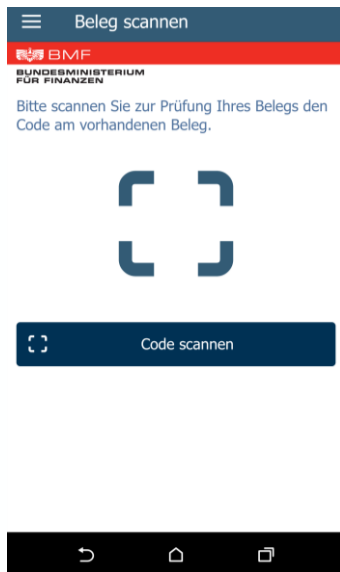 Beleg scannen
BMF
BUNDESMINISTERIUM
FÜR FINANZEN
Bitte scannen Sie zur Prüfung Ihres Belegs den
Code am vorhandenen Beleg.
Code scannen